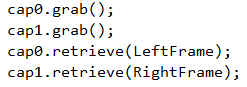 cap0.grab();
cap1.grab();
cap0.retrieve(LeftFrame);
cap1.retrieve(RightFrame);